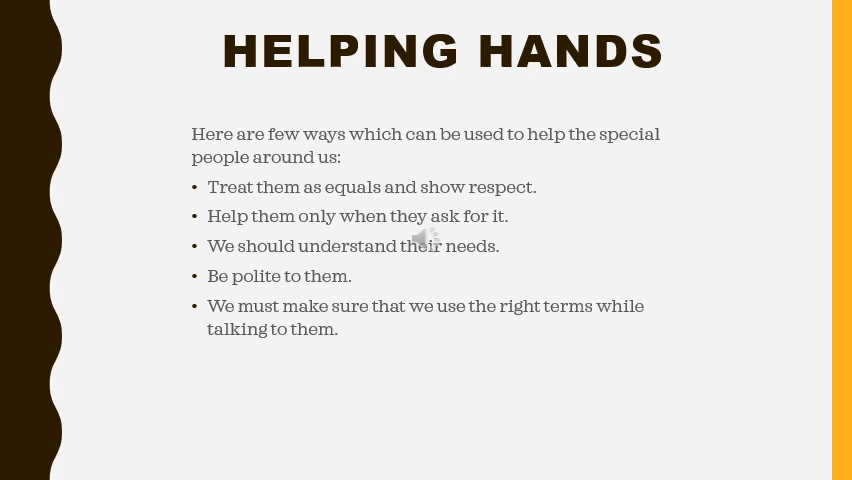 HELPING HANDS
Here are few ways which can be used to help the special
people around us:
• Treat them as equals and show respect.
• Help them only when they ask for it.
• We should understand their needs.
• Be polite to them.
• We must make sure that we use the right terms while
talking to them.